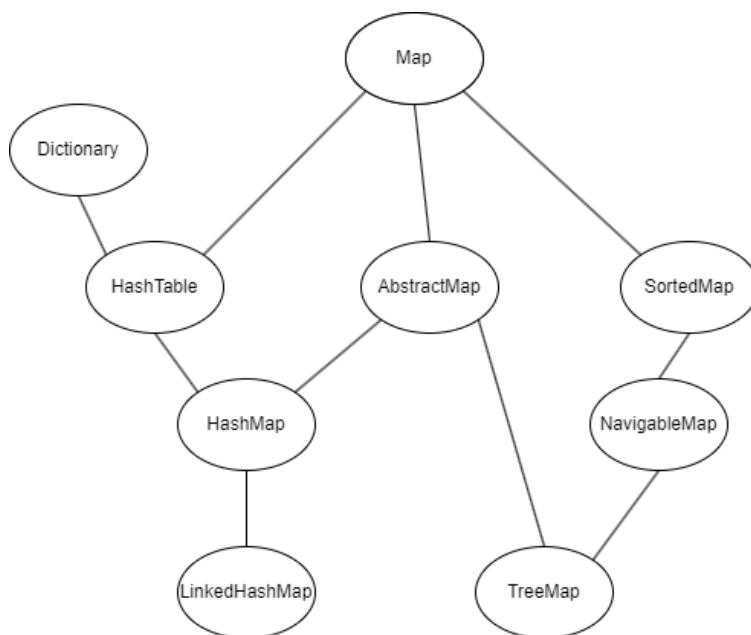 Map
Dictionary
HashTable
AbstractMap
SortedMap
HashMap
NavigableMap
LinkedHashMap
TreeMap